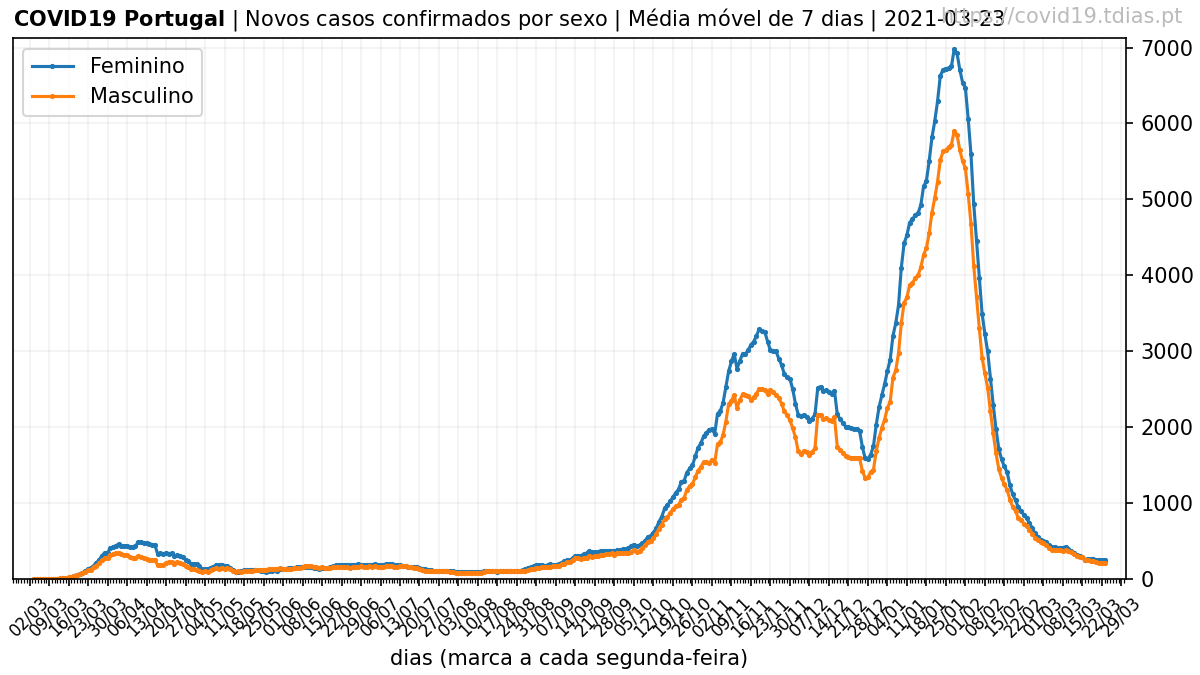 COVID19 Portugal | Novos casos confirmados por sexo | Média móvel de 7 dias | 2021-03-23
https://covid19.tdias.pt
Feminino
Masculino
7000
6000
5000
4000
3000
2000
1000
0
02/03 09/03 16/03 23/03 30/03 06/04 13/04 20/04 27/04 04/05 11/05 18/05 25/05 01/06 08/06 15/06 22/06 29/06 06/07 13/07 20/07 27/07 03/08 10/08 17/08 24/08 31/08 07/09 14/09 21/09 28/09 05/10 12/10 19/10 26/10 02/11 09/11 16/11 23/11 30/11 07/12 14/12 21/12 28/12 04/01 11/01 18/01 25/01 01/02 08/02 15/02 22/02 01/03 08/03 15/03 22/03 29/03
dias (marca a cada segunda-feira)